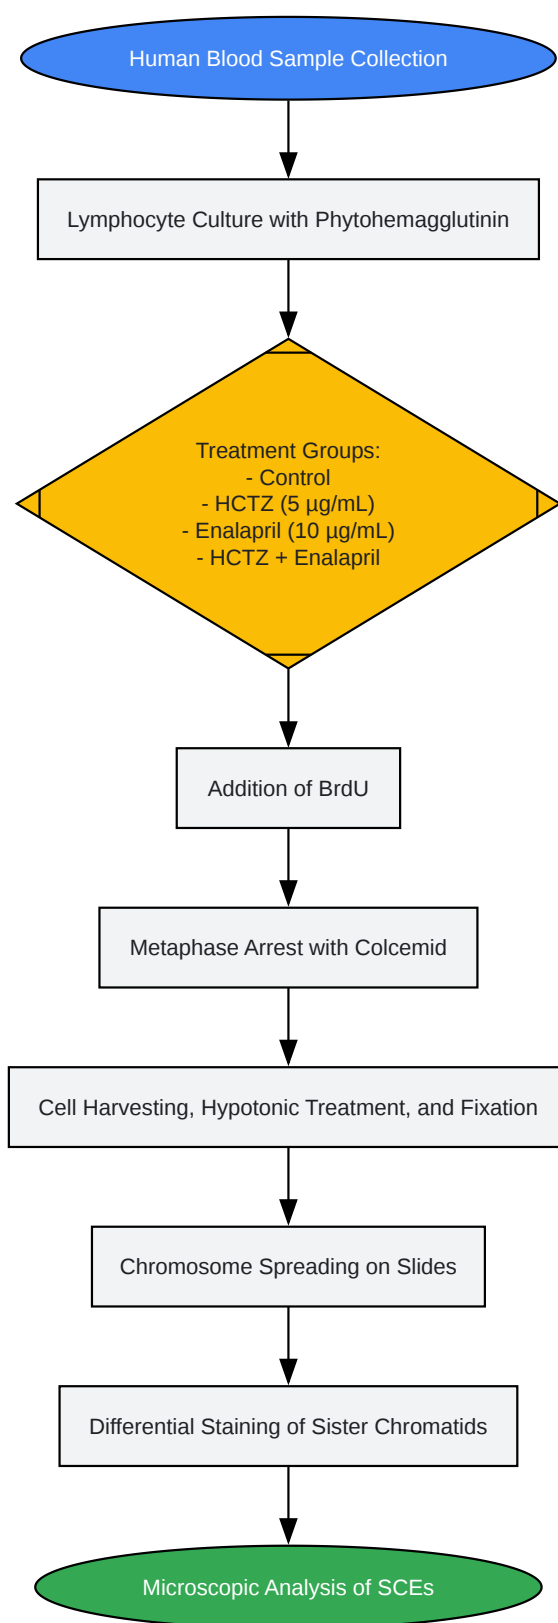 Human Blood Sample Collection
Lymphocyte Culture with Phytohemagglutinin
Treatment Groups:
- Control
- HCTZ (5 µg/mL)
- Enalapril (10 µg/mL)
- HCTZ + Enalapril
Addition of BrdU
Metaphase Arrest with Colcemid
Cell Harvesting, Hypotonic Treatment, and Fixation
Chromosome Spreading on Slides
Differential Staining of Sister Chromatids
Microscopic Analysis of SCEs